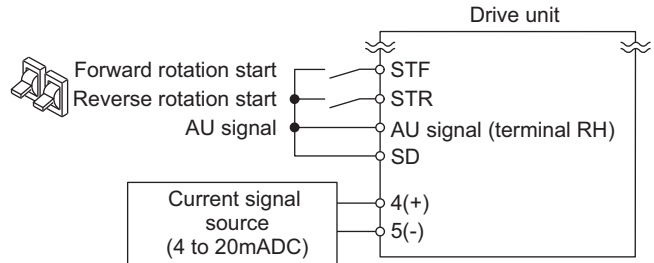 Drive unit
Forward rotation start
STF
Reverse rotation start
STR
AU signal
AU signal (terminal RH)
SD
Current signal
source
(4 to 20mADC)
4(+)
5(-)